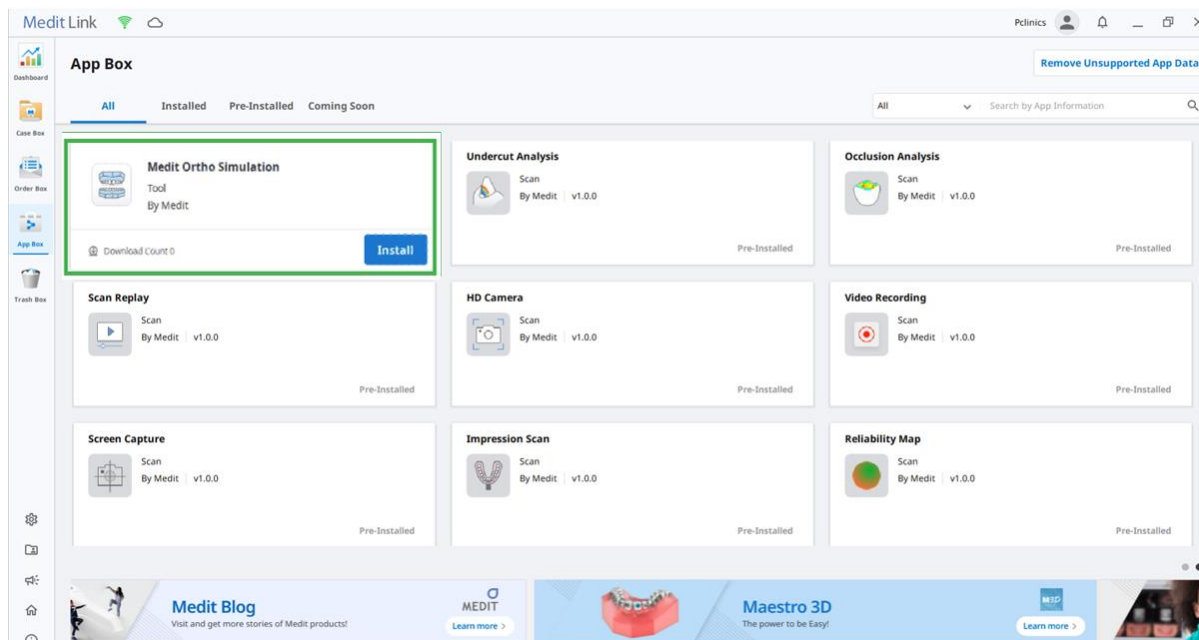 Medit Link
Pclinics
Dashboard
Case Box
Order Box
App Box
Trash Box
App Box
Remove Unsupported App Data
All
Installed
Pre-Installed
Coming Soon
All
Search by App Information
Medit Ortho Simulation
Tool
By Medit
Download Count 0
Install
Undercut Analysis
Scan
By Medit v1.0.0
Pre-Installed
Occlusion Analysis
Scan
By Medit v1.0.0
Pre-Installed
Scan Replay
Scan
By Medit v1.0.0
Pre-Installed
HD Camera
Scan
By Medit v1.0.0
Pre-Installed
Video Recording
Scan
By Medit v1.0.0
Pre-Installed
Screen Capture
Scan
By Medit v1.0.0
Pre-Installed
Impression Scan
Scan
By Medit v1.0.0
Pre-Installed
Reliability Map
Scan
By Medit v1.0.0
Pre-Installed
Medit Blog
Visit and get more stories of Medit products!
MEDIT
Learn more >
Maestro 3D
The power to be Easy!
Learn more >